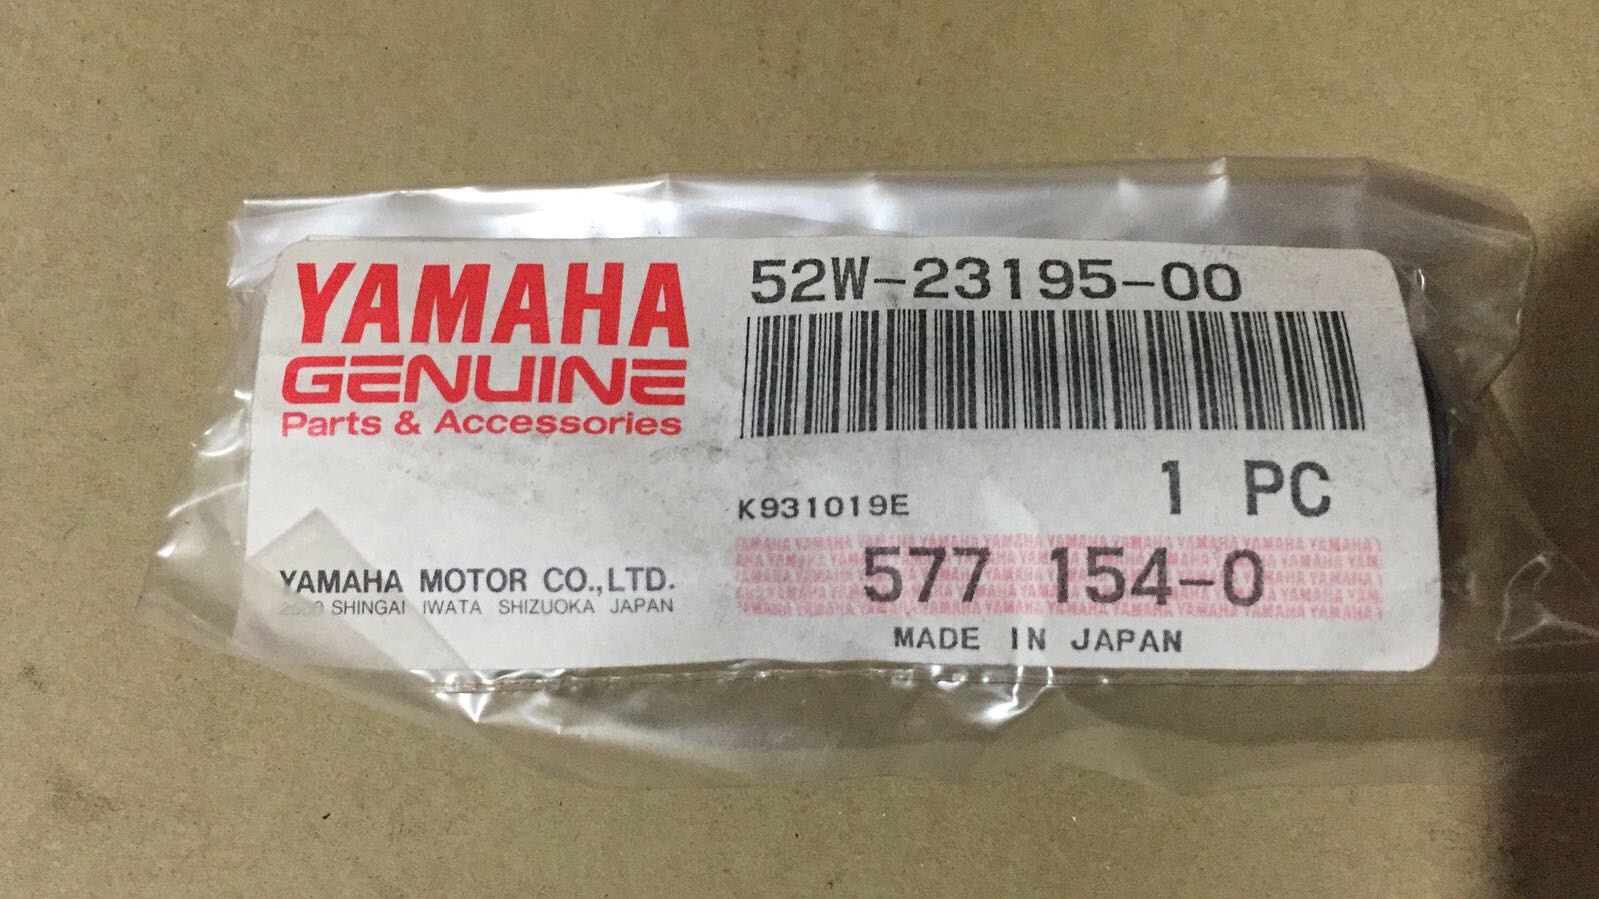 YAMAHA
GENUINE
Parts & Accessories
52W-23195-00
K931019E
1 PC
577 154-0
YAMAHA MOTOR CO.,LTD.
2500 SHINGAI IWATA SHIZUOKA JAPAN
MADE IN JAPAN